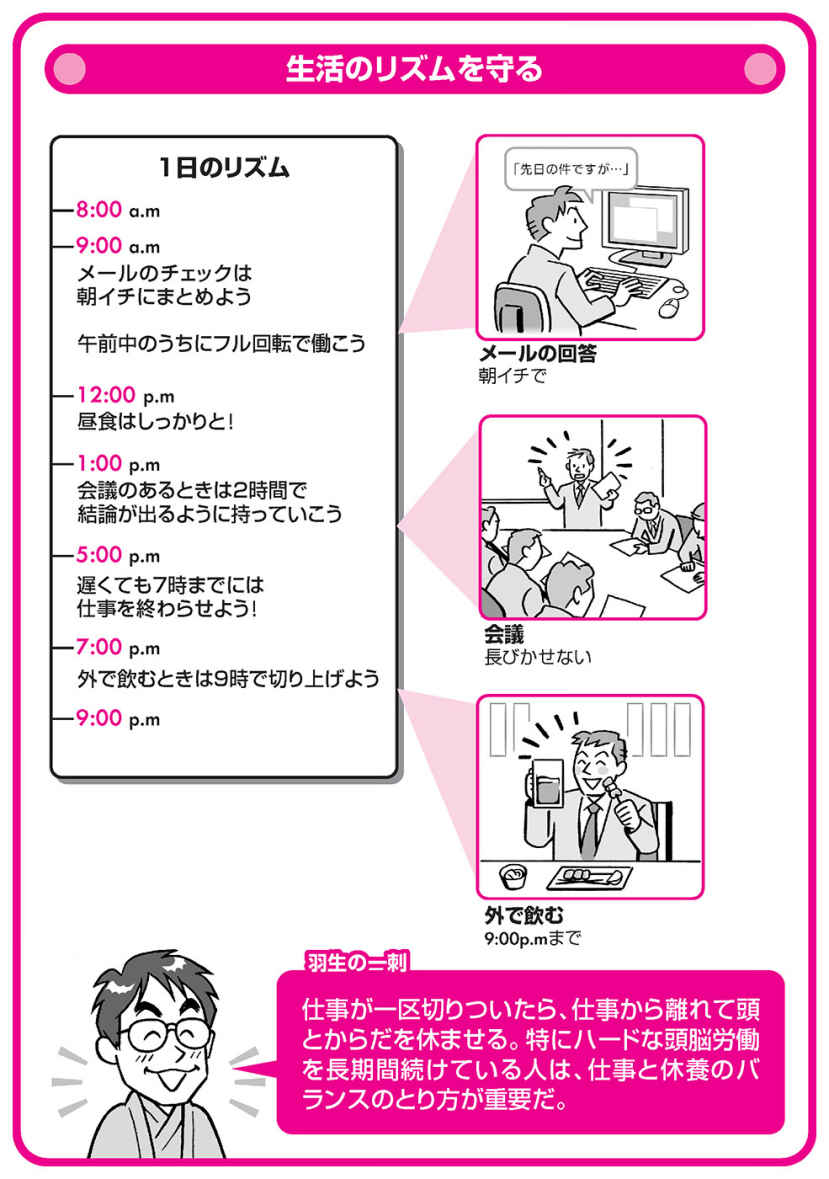 生活のリズムを守る
1日のリズム
8:00 a.m
9:00 a.m
メールのチェックは
朝イチにまとめよう
午前中のうちにフル回転で働こう
12:00 p.m
昼食はしっかりと!
1:00 p.m
会議のあるときは2時間で
結論が出るように持っていこう
5:00 p.m
遅くても7時までには
仕事を終わらせよう!
7:00 p.m
外で飲むときは9時で切り上げよう
9:00 p.m
「先日の件ですが…」
メールの回答
朝イチで
会議
長びかせない
外で飲む
9:00p.mまで
羽生の一刺
仕事が一区切りついたら、仕事から離れて頭
とからだを休ませる。特にハードな頭脳労働
を長期間続けている人は、仕事と休養のバ
ランスのとり方が重要だ。